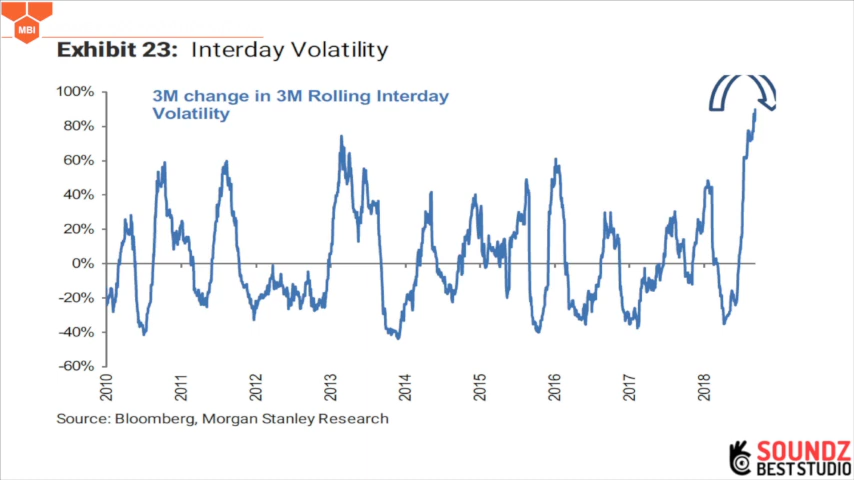 MBI
Exhibit 23: Interday Volatility
3M change in 3M Rolling Interday
Volatility
100%
80%
60%
40%
20%
0%
-20%
-40%
-60%
2010
2011
2012
2013
2014
2015
2016
2017
2018
Source: Bloomberg, Morgan Stanley Research
SOUNDZ
BEST STUDIO